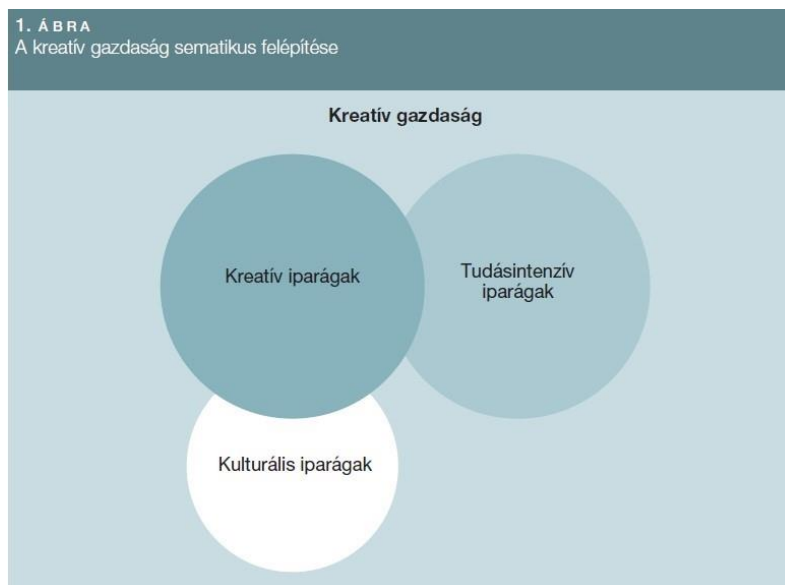 1. ÁBRA
A kreatív gazdaság sematikus felépítése
Kreatív gazdaság
Kreatív iparágak
Tudásintenzív
iparágak
Kulturális iparágak